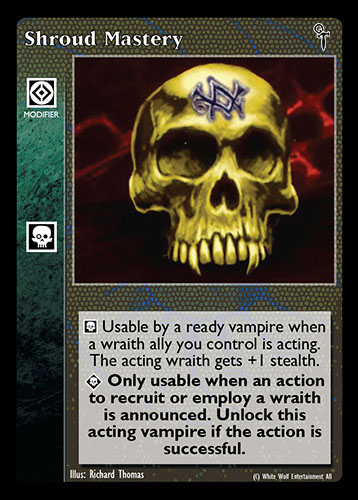 Shroud Mastery
MODIFIER
Usable by a ready vampire when
a wraith ally you control is acting.
The acting wraith gets +1 stealth.
Only usable when an action
to recruit or employ a wraith
is announced. Unlock this
acting vampire if the action is
successful.
Illus: Richard Thomas
(C) White Wolf Entertainment AB